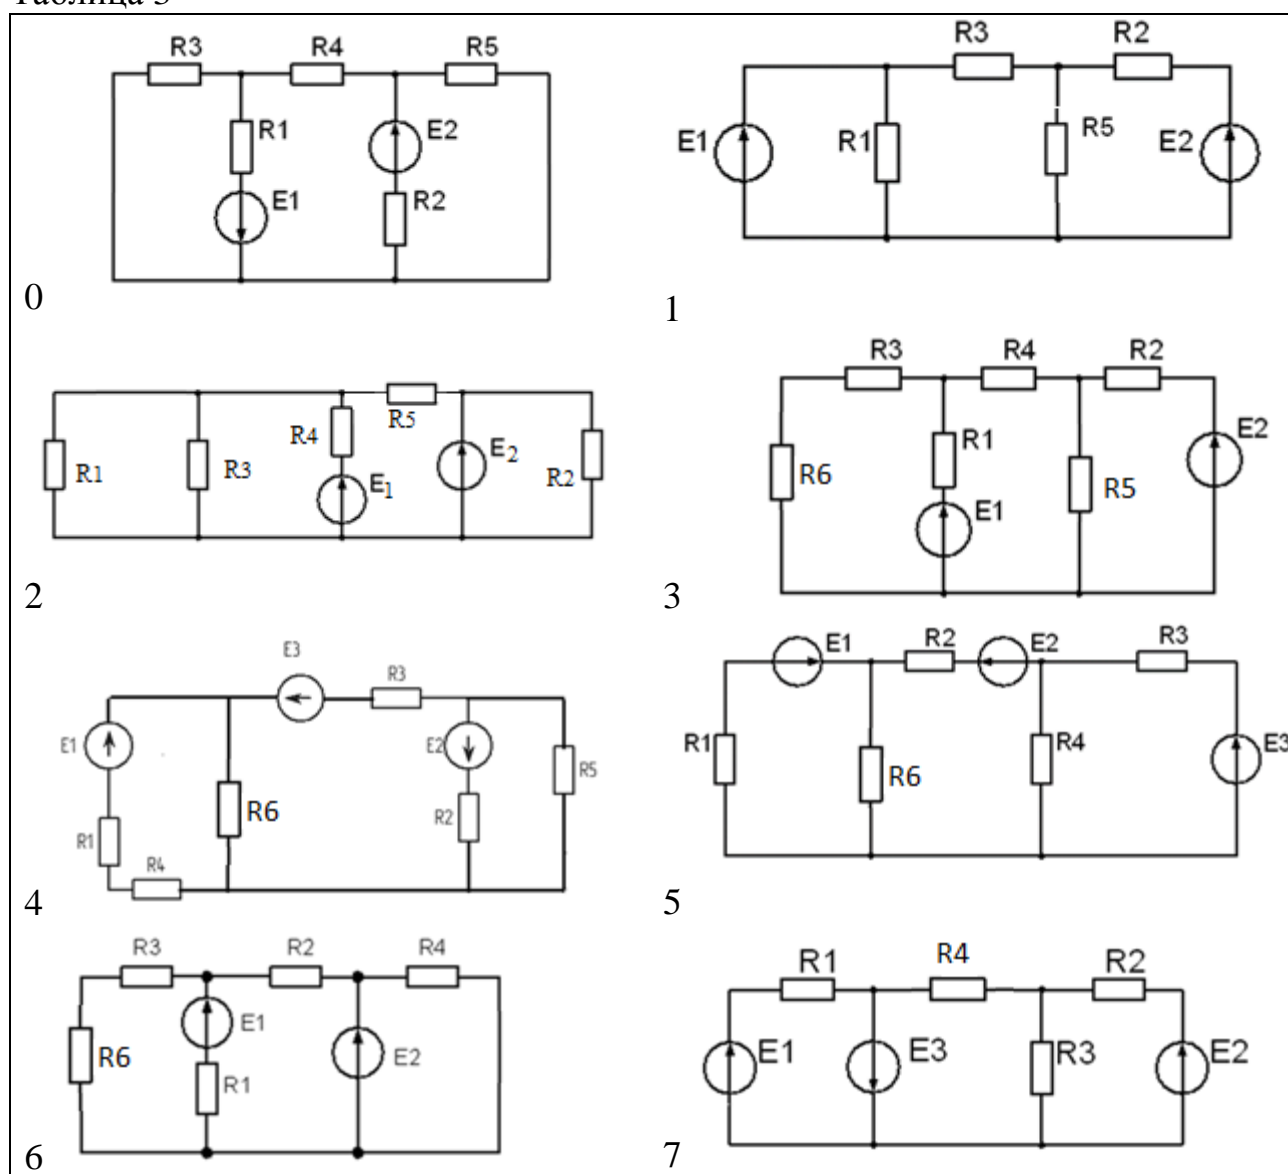 Таблица 3
R3 R4 R5
R1 E2
E1 R2
0
R3 R2
E1 R1 R5 E2
1
R5
R4
R1 R3 E2 R2
E1
2
R3 R4 R2
R1 E2
R6 R5
E1
3
E3
R3
E1 E2
R5
R6 R2
R1
R4
4
E1 R2 E2 R3
R1 R4 E3
R6
5
R3 R2 R4
E1
R6 E2
R1
6
R1 R4 R2
E1 E3 R3 E2
7